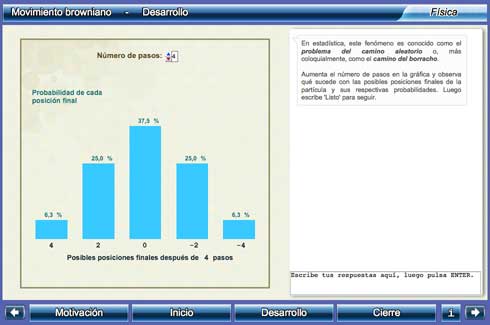 Movimiento browniano - Desarrollo
Física
Número de pasos: 4
Probabilidad de cada
posición final
37,5 %
25,0 %
25,0 %
6,3 %
6,3 %
4 2 0 −2 −4
Posibles posiciones finales después de 4 pasos
En estadística, este fenómeno es conocido como el
problema del camino aleatorio o, más
coloquialmente, como el camino del borracho.
Aumenta el número de pasos en la gráfica y observa
qué sucede con las posibles posiciones finales de la
partícula y sus respectivas probabilidades. Luego
escribe 'Listo' para seguir.
Escribe tus respuestas aquí, luego pulsa ENTER.
Motivación
Inicio
Desarrollo
Cierre
i